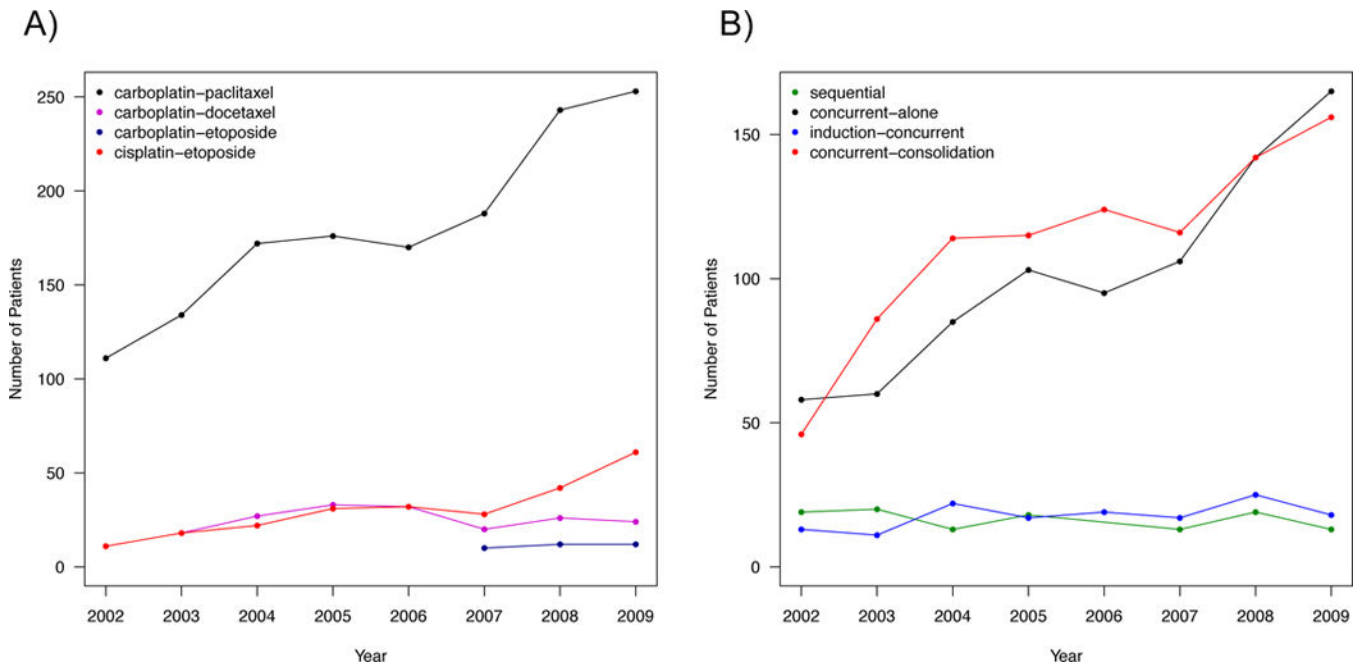 A)
carboplatin−paclitaxel
carboplatin−docetaxel
carboplatin−etoposide
cisplatin−etoposide
250
200
150
100
50
0
Number of Patients
2002 2003 2004 2005 2006 2007 2008 2009
Year
B)
sequential
concurrent−alone
induction−concurrent
concurrent−consolidation
150
100
50
0
Number of Patients
2002 2003 2004 2005 2006 2007 2008 2009
Year